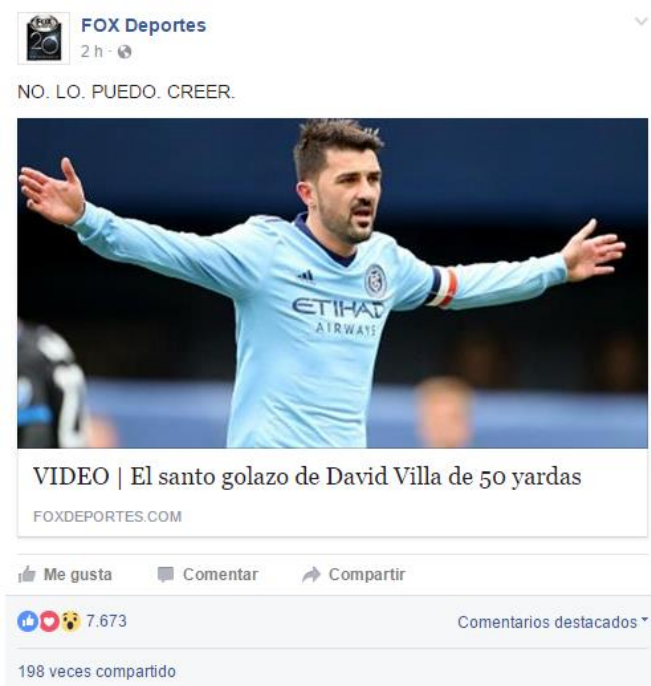 FOX Deportes
2 h
NO. LO. PUEDO. CREER.
ETIHAD
AIRWAYS
VIDEO | El santo golazo de David Villa de 50 yardas
FOXDEPORTES.COM
Me gusta Comentar Compartir
7.673 Comentarios destacados
198 veces compartido